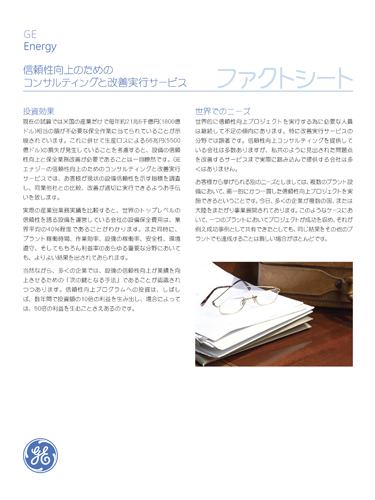 GE
Energy
信頼性向上のための
コンサルティングと改善実行サービス
ファクトシート
投資効果
現在の試算では米国の産業だけで毎年約21兆6千億円(1800億
ドル)相当の額が不必要な保全作業に当てられていることが示
唆されています。これに併せて生産ロスによる66兆円(5500
億ドル)の損失が発生していることを考慮すると、設備の信頼
性向上と保全業務改善が必要であることは一目瞭然です。GE
エナジーの信頼性向上のためのコンサルティングと改善実行
サービスでは、お客様が現状の設備信頼性を示す指標を調査
し、同業他社との比較、改善が適切に実行できるようお手伝
いを致します。
実際の産業別業務実績を比較すると、世界のトップレベルの
信頼性を誇る設備を運営している会社の設備保全費用は、業
界平均の40%程度であることがわかります。また同時に、
プラント稼働時間、作業効率、設備の稼働率、安全性、環境
遵守、そしてもちろん利益率のあらゆる重要な分野において
も、よりよい結果を出されておられます。
当然ながら、多くの企業では、設備の信頼性向上が業績を向
上させるための「次の鍵となる手法」であることが認識され
つつあります。信頼性向上プログラムへの投資は、しばし
ば、数年間で投資額の10倍の利益を生み出し、場合によって
は、50倍の利益を生むことさえあるのです。
世界でのニーズ
世界的に信頼性向上プロジェクトを実行する為に必要な人員
は継続して不足の傾向にあります。特に改善実行サービスの
分野では顕著です。信頼性向上コンサルティングを提供して
いる会社は多数ありますが、私共のように見出された問題点
を改善するサービスまで実際に踏み込んで提供する会社は多
くはありません。
お客様から挙げられる別のニーズとしましては、複数のプラント設
備において、画一的にかつ一貫した信頼性向上プロジェクトを実
施できるということです。今日、多くの企業が複数の国、または
大陸をまたがり事業展開されております。このようなケースにお
いて、一つのプラントにおいてプロジェクトが成功を収め、それが
例え成功事例として共有できたとしても、同じ結果をその他のプ
ラントでも達成することは難しい場合がほとんどです。